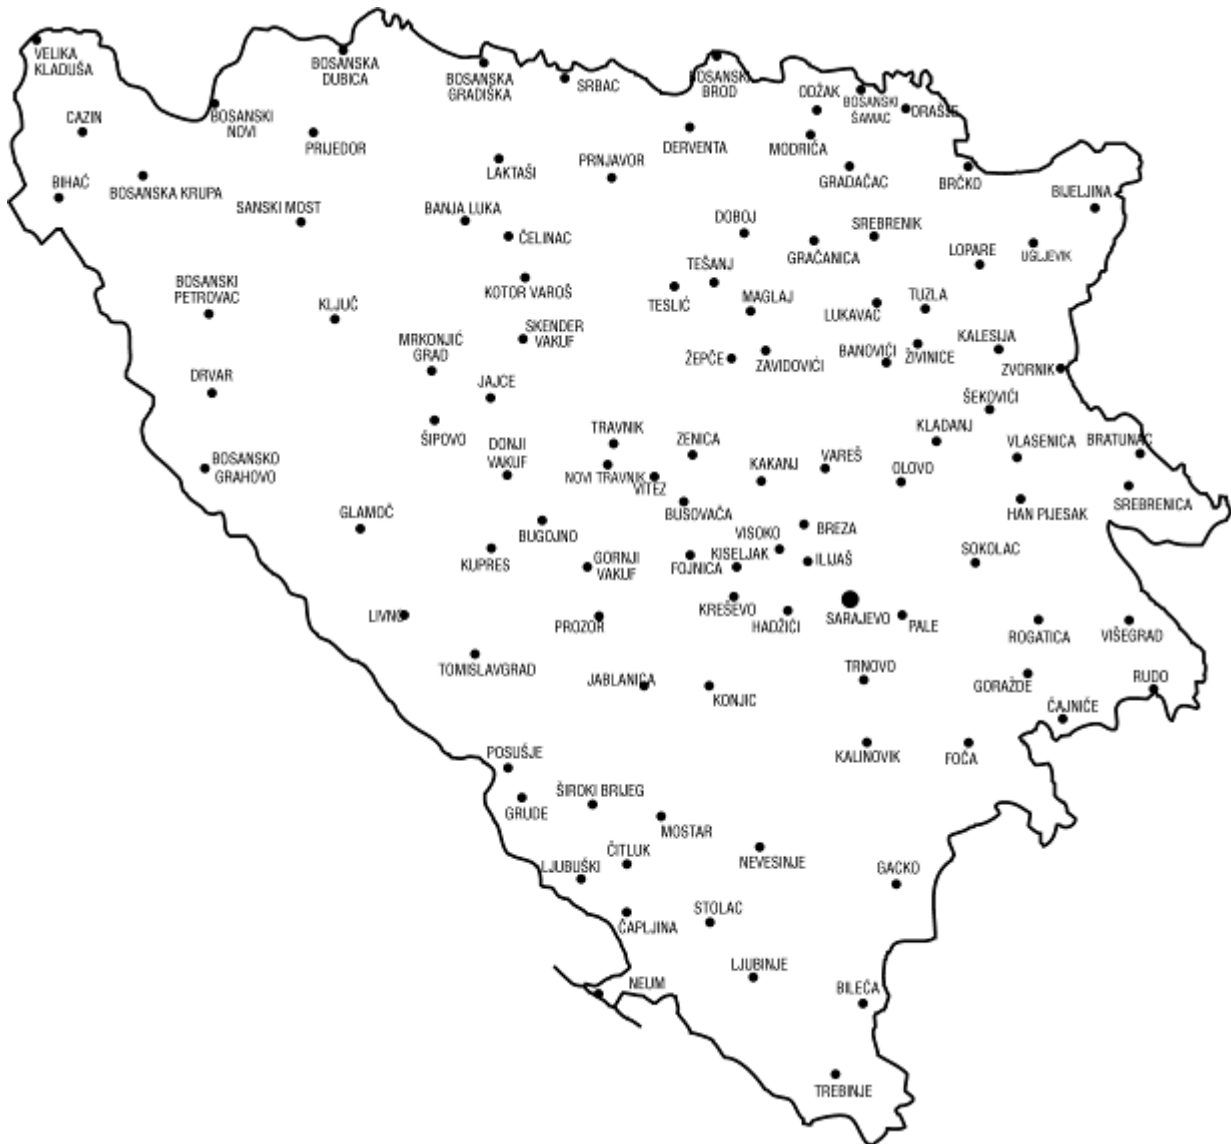 VELIKA
KLADUŠA
BOSANSKA
DUBICA
BOSANSKA
GRADIŠKA
SRBAC
BOSANSKI
BROD
ODŽAK
BOSANSKI
ŠAMAC
ORAŠJE
CAZIN
BOSANSKI
NOVI
PRIJEDOR
DERVENTA
MODRIČA
LAKTAŠI
PRNJAVOR
GRADAČAC
BRČKO
BIHAĆ
BOSANSKA KRUPA
BIJELJINA
SANSKI MOST
BANJA LUKA
DOBOJ
SREBRENIK
ČELINAC
GRAČANICA
LOPARE
UGLJEVIK
BOSANSKI
PETROVAC
KLJUČ
KOTOR VAROŠ
TEŠANJ
TESLIĆ
MAGLAJ
LUKAVAC
TUZLA
MRKONJIĆ
GRAD
SKENDER
VAKUF
ŽEPČE
ZAVIDOVIĆI
BANOVIĆI
ŽIVINICE
KALESIJA
ZVORNIK
DRVAR
JAJCE
ŠEKOVIĆI
ŠIPOVO
DONJI
VAKUF
TRAVNIK
ZENICA
KLADANJ
VLASENICA
BRATUNAC
BOSANSKO
GRAHOVO
NOVI TRAVNIK
VITEZ
KAKANJ
VAREŠ
OLOVO
GLAMOČ
BUGOJNO
BUSOVAČA
HAN PIJESAK
SREBRENICA
KUPRES
GORNJI
VAKUF
FOJNICA
KISELJAK
VISOKO
BREZA
ILIJAŠ
SOKOLAC
LIVNO
PROZOR
KREŠEVO
HADŽIĆI
SARAJEVO
PALE
ROGATICA
VIŠEGRAD
TOMISLAVGRAD
JABLANICA
KONJIC
TRNOVO
GORAŽDE
RUDO
ČAJNIČE
POSUŠJE
KALINOVIK
FOČA
GRUDE
ŠIROKI BRIJEG
MOSTAR
LJUBUŠKI
ČITLUK
NEVESINJE
GACKO
ČAPLJINA
STOLAC
NEUM
LJUBINJE
BILEĆA
TREBINJE